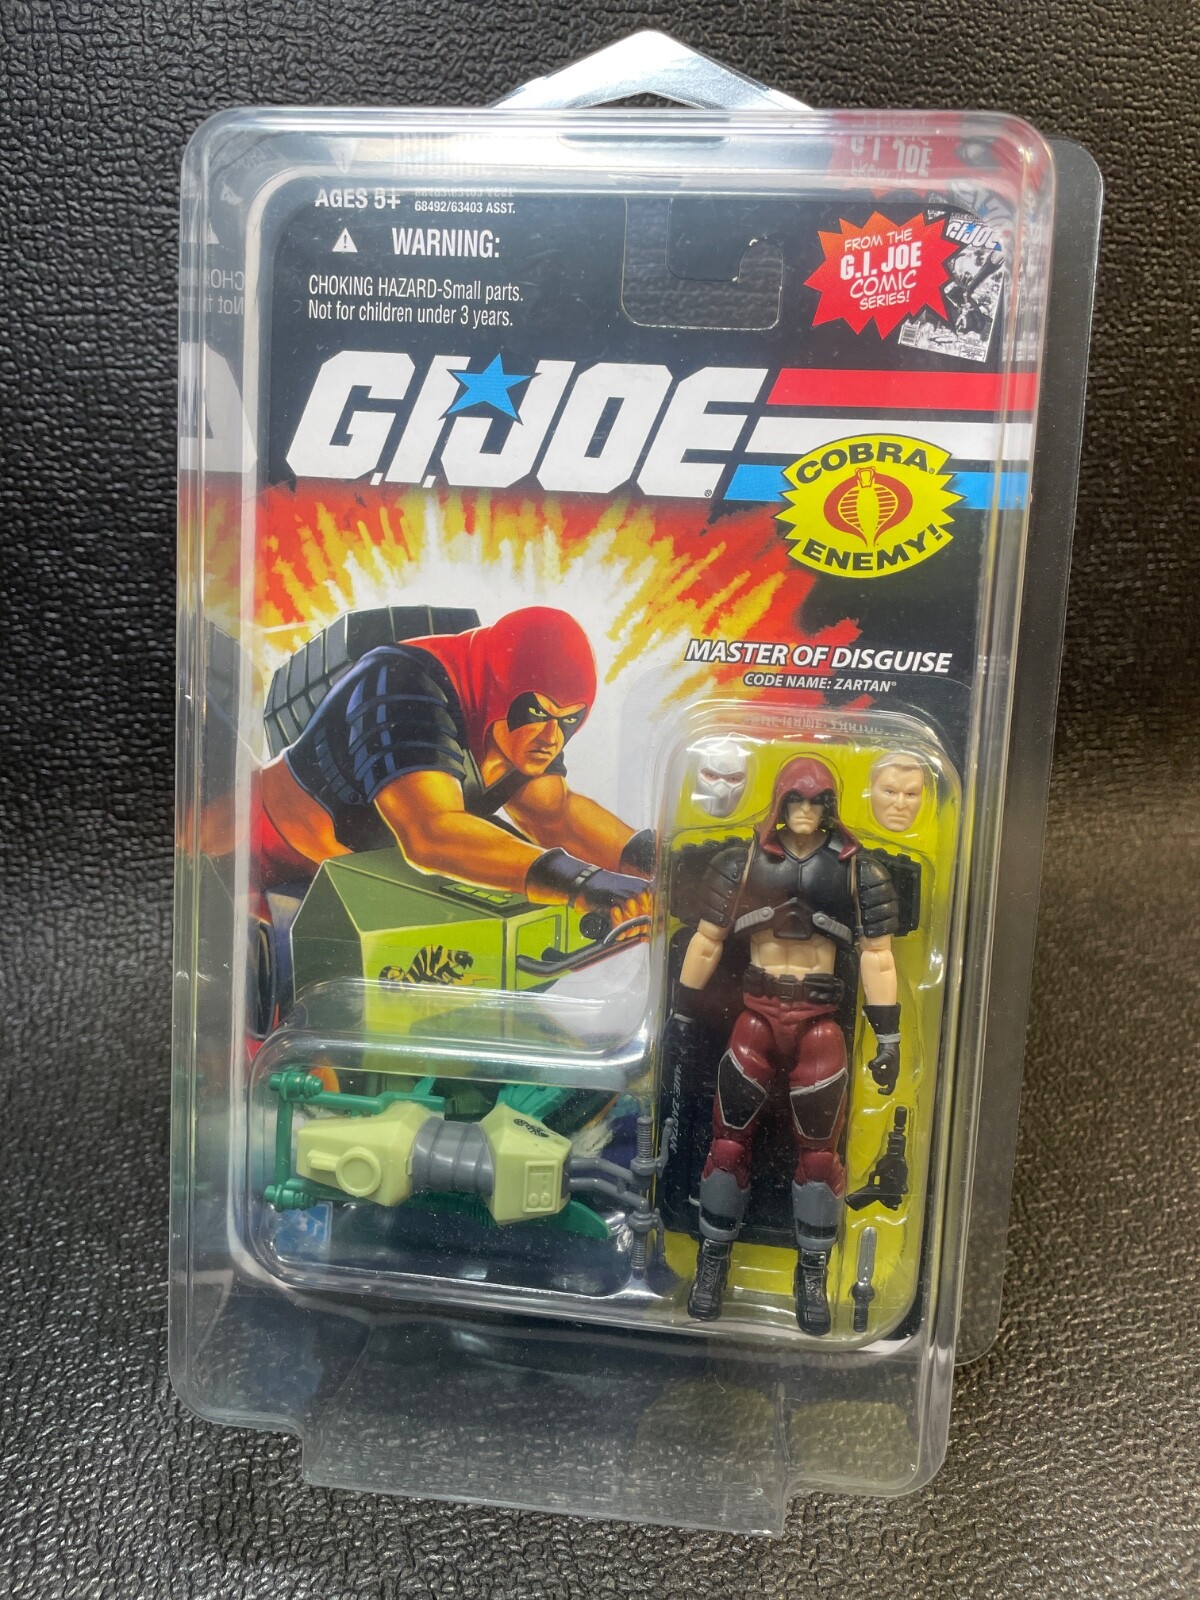 AGES 5+
68492/63403 ASST.
WARNING:
CHOKING HAZARD-Small parts.
Not for children under 3 years.
FROM THE
G.I. JOE
COMIC
SERIES!
G.I. JOE
G.I. JOE®
COBRA®
ENEMY!
MASTER OF DISGUISE
CODE NAME: ZARTAN®